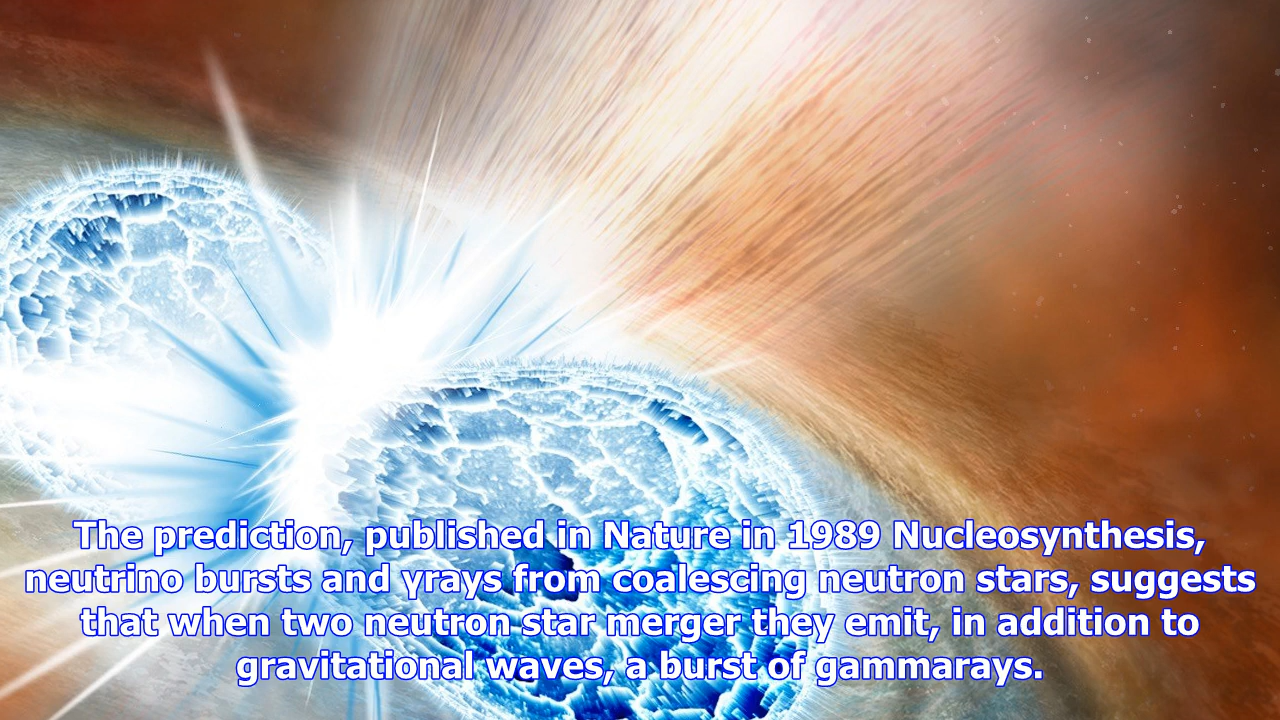 The prediction, published in Nature in 1989 Nucleosynthesis,
neutrino bursts and γrays from coalescing neutron stars, suggests
that when two neutron star merger they emit, in addition to
gravitational waves, a burst of gammarays.